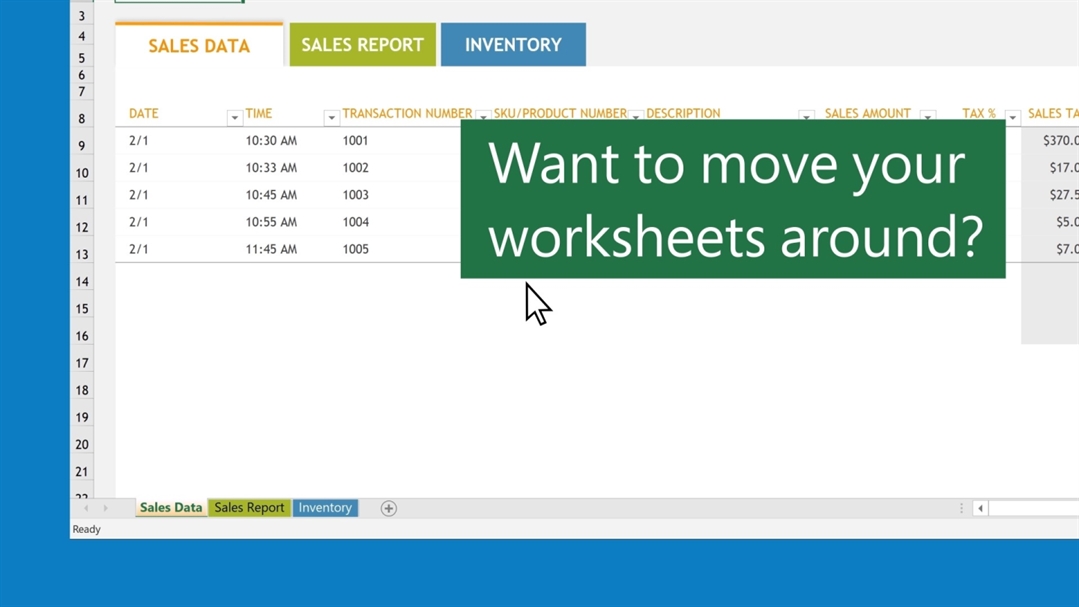 3
4
SALES DATA SALES REPORT INVENTORY
5
6
7
8 DATE TIME TRANSACTION NUMBER SKU/PRODUCT NUMBER DESCRIPTION SALES AMOUNT TAX % SALES TA
9 2/1 10:30 AM 1001 $370.0
10 2/1 10:33 AM 1002 $17.0
11 2/1 10:45 AM 1003 $27.5
12 2/1 10:55 AM 1004 $5.0
13 2/1 11:45 AM 1005 $7.0
Want to move your
worksheets around?
14
15
16
17
18
19
20
21
22
Sales Data Sales Report Inventory
Ready